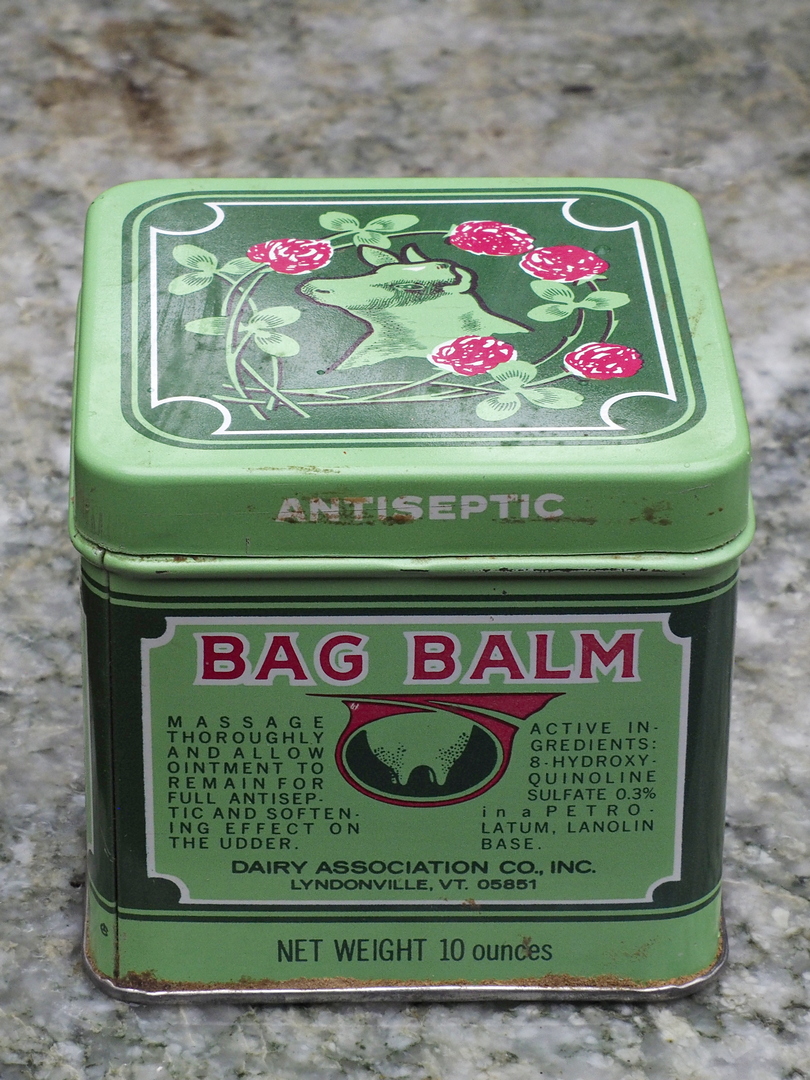 ANTISEPTIC
BAG BALM
MASSAGE
THOROUGHLY
AND ALLOW
OINTMENT TO
REMAIN FOR
FULL ANTISEP-
TIC AND SOFTEN-
ING EFFECT ON
THE UDDER.
ACTIVE IN-
GREDIENTS:
8-HYDROXY-
QUINOLINE
SULFATE 0.3%
in a PETRO-
LATUM, LANOLIN
BASE.
DAIRY ASSOCIATION CO., INC.
LYNDONVILLE, VT. 05851
NET WEIGHT 10 ounces